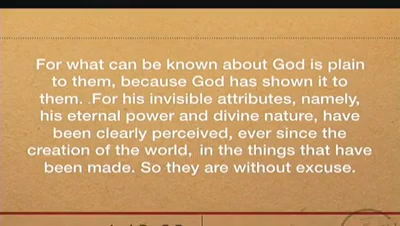 For what can be known about God is plain
to them, because God has shown it to
them. .For his invisible attributes, namely,
his eternal power and divine nature, have
been clearly perceived, ever since the
creation of the world, in the things that have
been made. So they are without excuse.